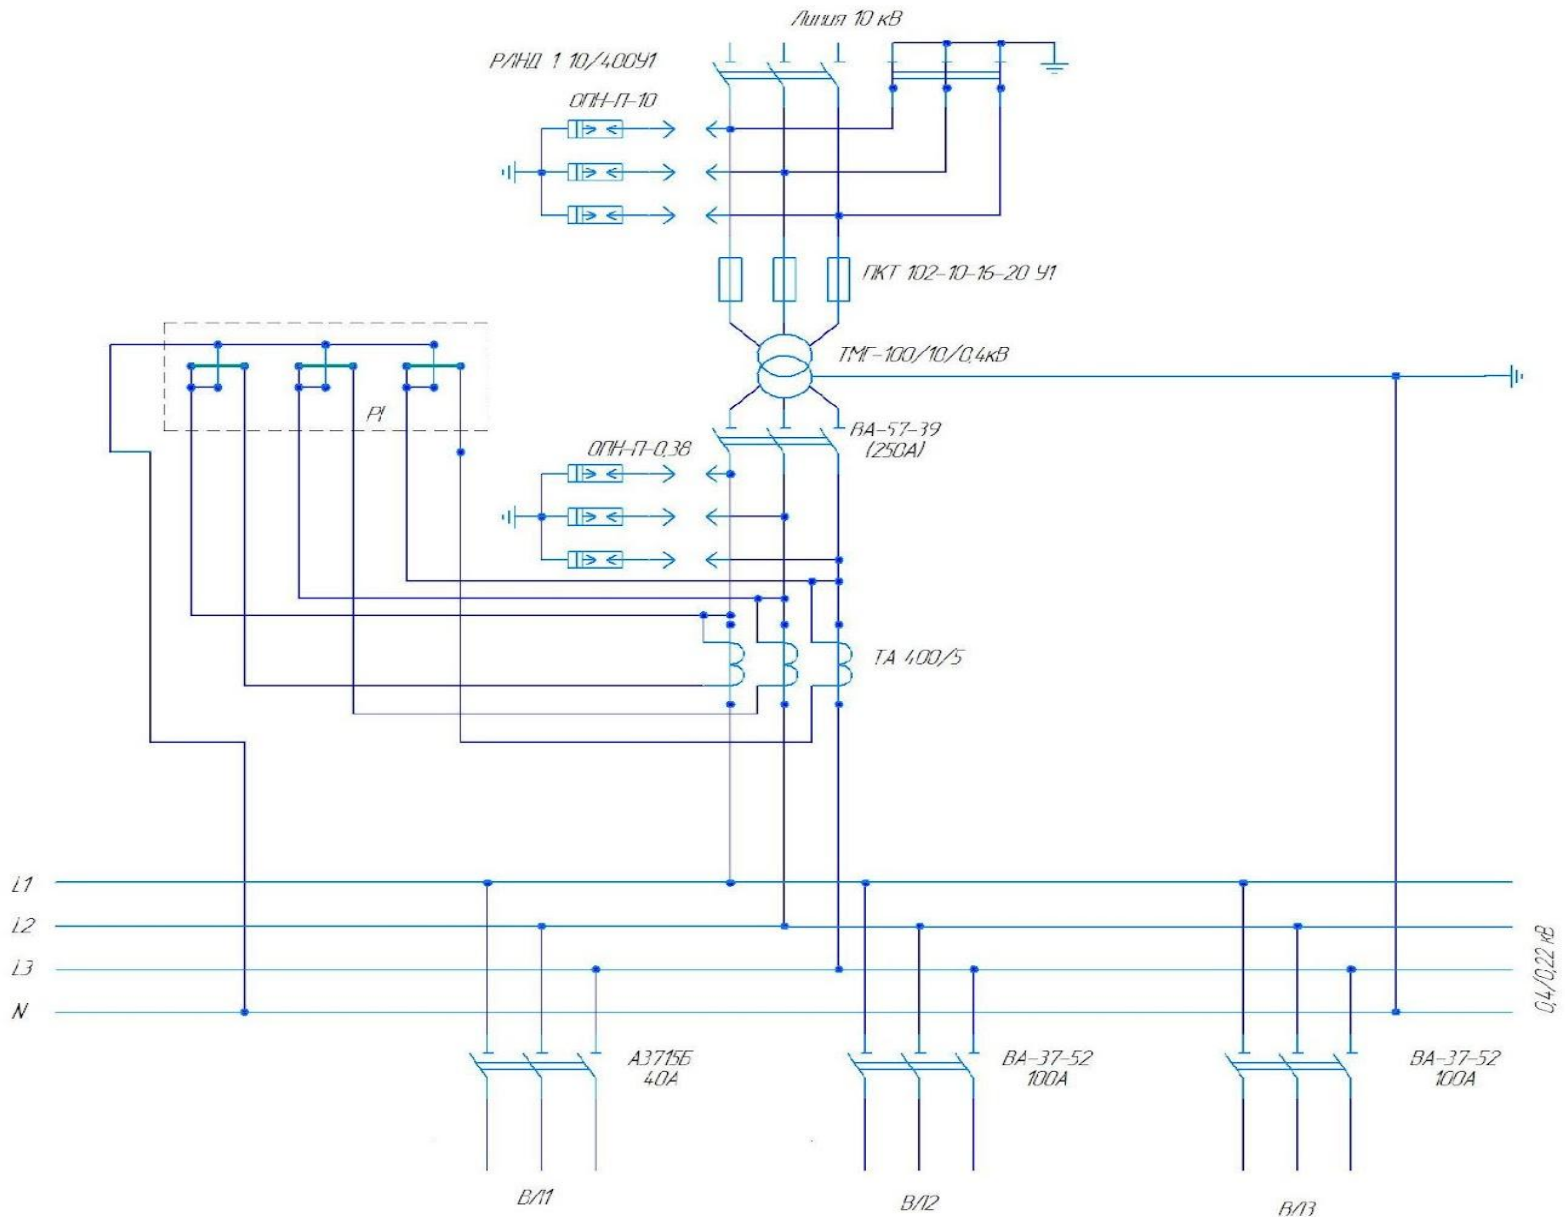 Линия 10 кВ
РЛНД 1 10/400У1
ОПН-П-10
ПКТ 102-10-16-20 У1
ТМГ-100/10/0,4кВ
PI
ВА-57-39
(250А)
ОПН-П-0,38
ТА 400/5
L1
L2
L3
N
0,4/0,22 кВ
А3715Б
40А
ВА-37-52
100А
ВА-37-52
100А
ВЛ1
ВЛ2
ВЛ3